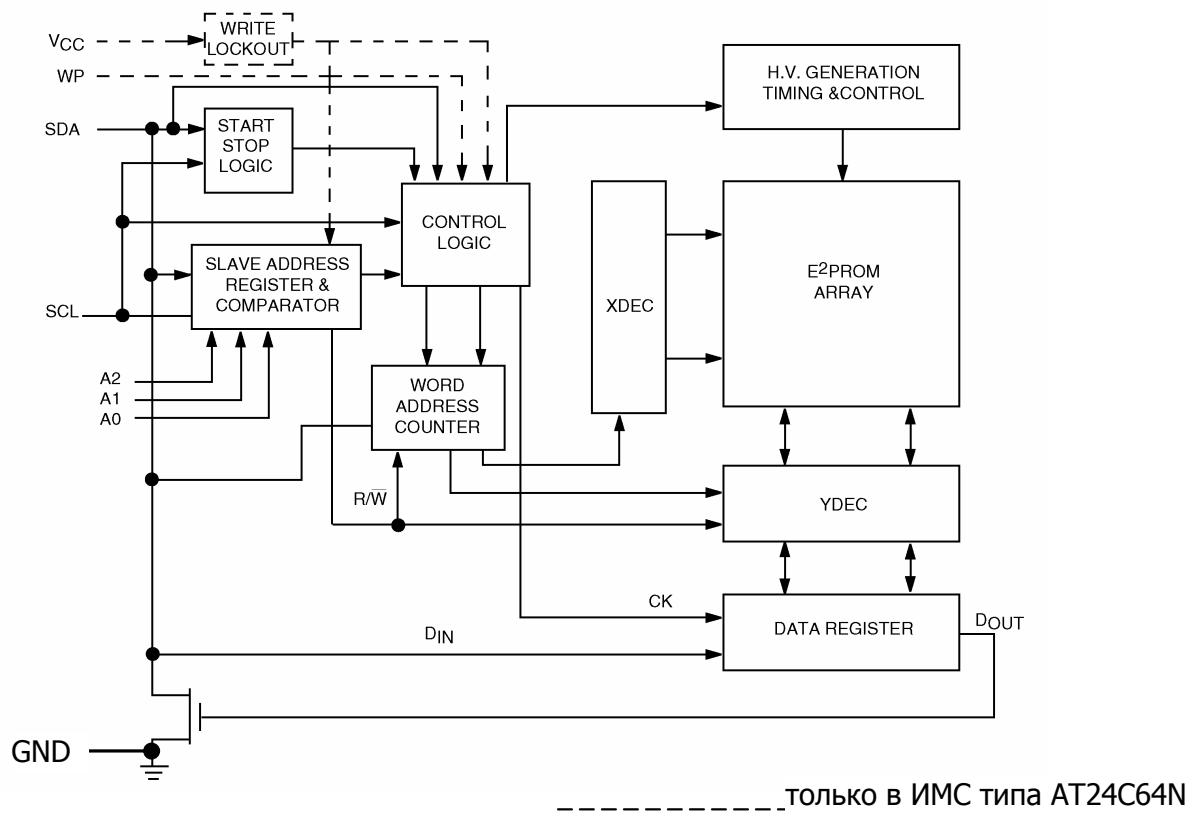 WRITE
LOCKOUT
VCC
WP
H.V. GENERATION
TIMING &CONTROL
SDA
START
STOP
LOGIC
CONTROL
LOGIC
SLAVE ADDRESS
REGISTER &
COMPARATOR
E2PROM
ARRAY
XDEC
SCL
A2
A1
A0
WORD
ADDRESS
COUNTER
R/W̅
YDEC
CK
DIN
DATA REGISTER
DOUT
GND
только в ИМС типа AT24C64N